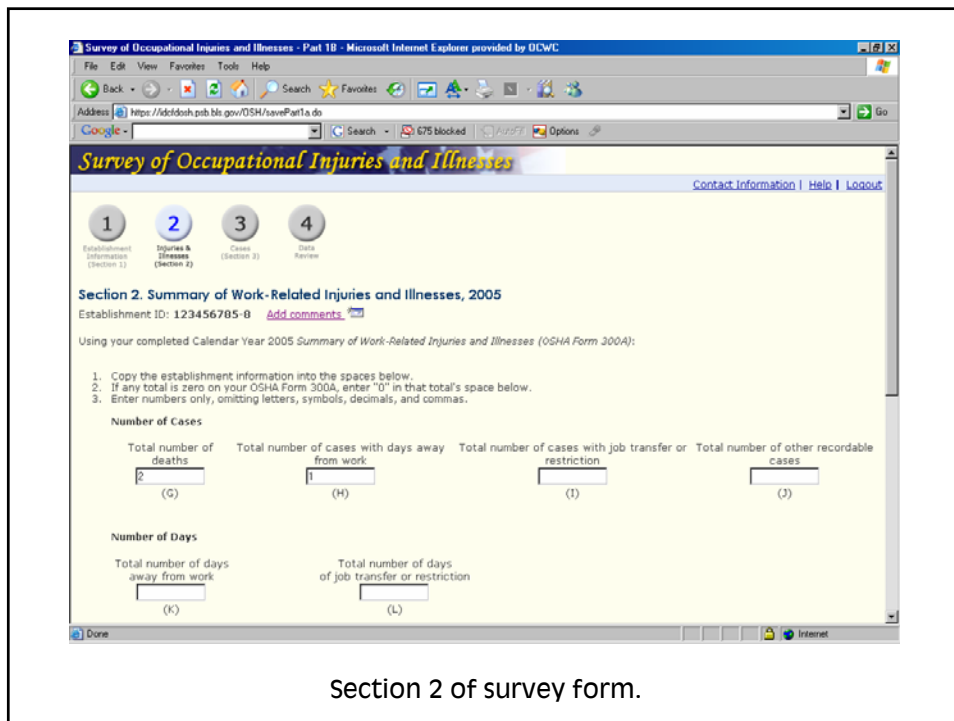 Survey of Occupational Injuries and Illnesses - Part 1B - Microsoft Internet Explorer provided by OCWC
File Edit View Favorites Tools Help
Back Search Favorites
Address https://idcfdosh.psb.bls.gov/OSH/savePart1a.do Go
Google - Search 675 blocked AutoFill Options
Survey of Occupational Injuries and Illnesses
Contact Information | Help | Logout
1 2 3 4
Establishment Information (Section 1)
Injuries & Illnesses (Section 2)
Cases (Section 3)
Data Review
Section 2. Summary of Work-Related Injuries and Illnesses, 2005
Establishment ID: 123456785-8 Add comments
Using your completed Calendar Year 2005 Summary of Work-Related Injuries and Illnesses (OSHA Form 300A):
1. Copy the establishment information into the spaces below.
2. If any total is zero on your OSHA Form 300A, enter "0" in that total's space below.
3. Enter numbers only, omitting letters, symbols, decimals, and commas.
Number of Cases
Total number of deaths
2
(G)
Total number of cases with days away from work
1
(H)
Total number of cases with job transfer or restriction
(I)
Total number of other recordable cases
(J)
Number of Days
Total number of days away from work
(K)
Total number of days of job transfer or restriction
(L)
Done Internet
Section 2 of survey form.